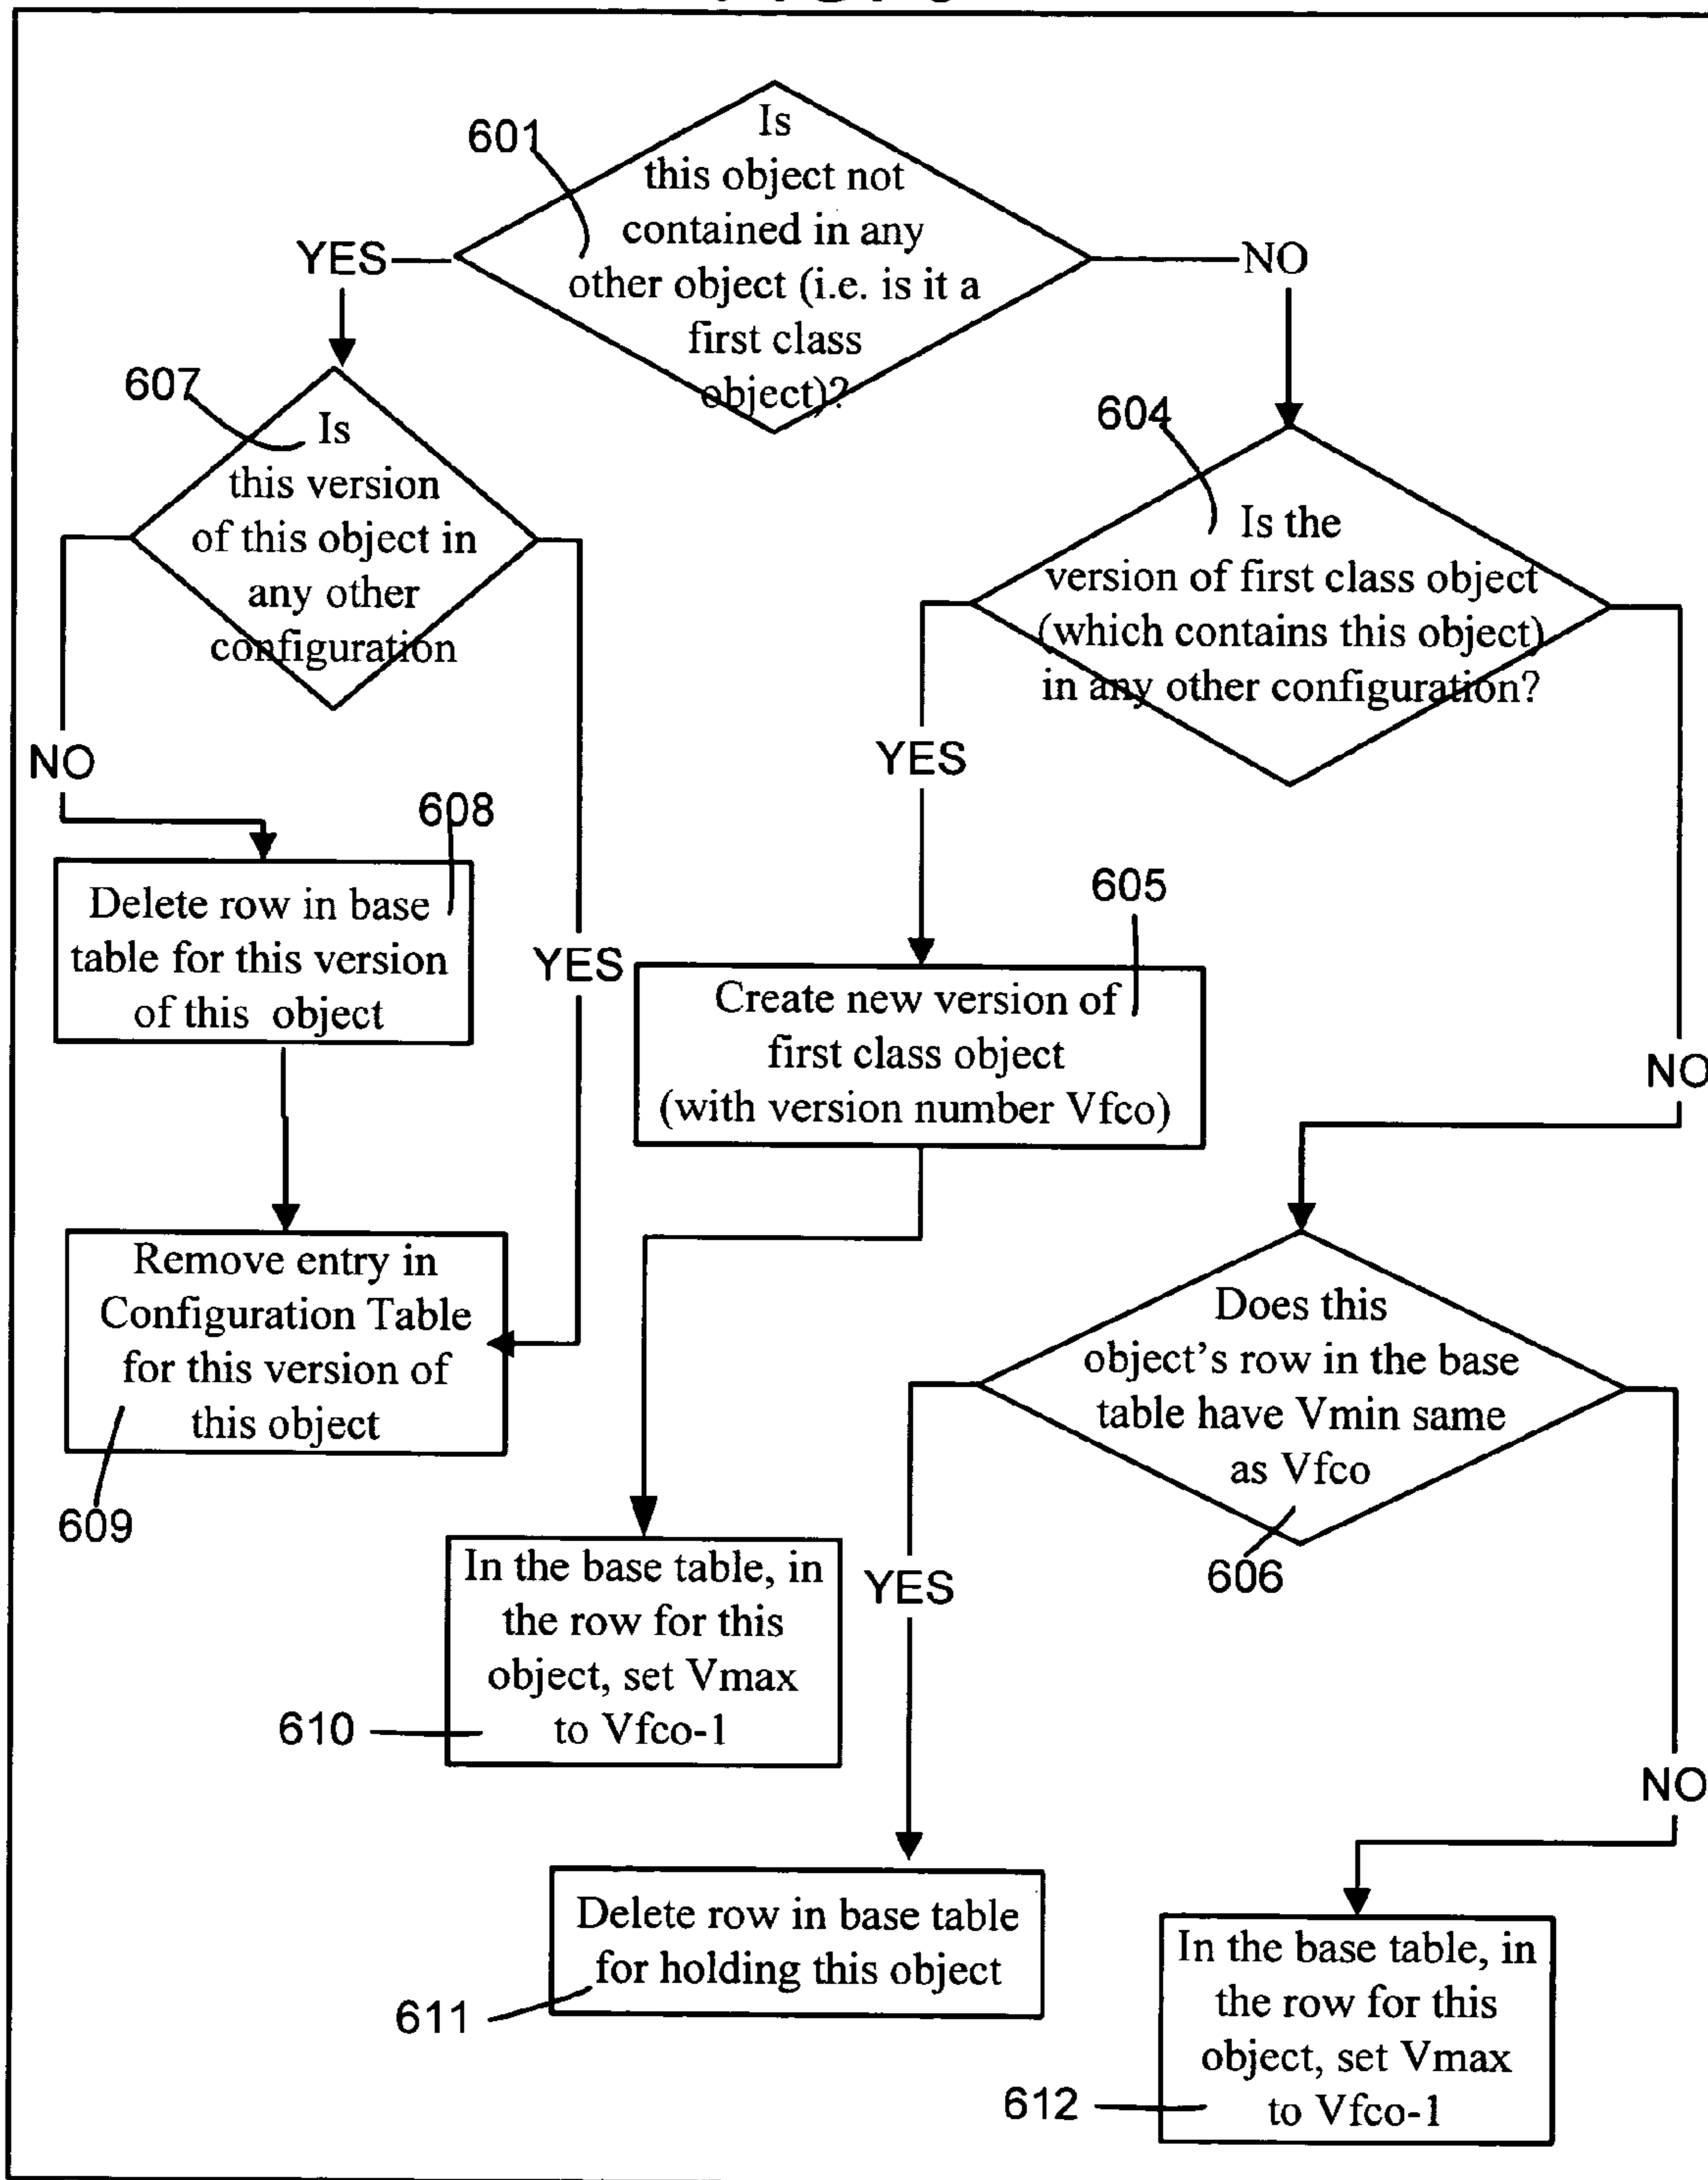 601
Is
this object not
contained in any
other object (i.e. is it a
first class
object)?
YES
NO
607
Is
this version
of this object in
any other
configuration
604
Is the
version of first class object
(which contains this object)
in any other configuration?
NO
YES
YES
NO
608
Delete row in base
table for this version
of this object
605
Create new version of
first class object
(with version number Vfco)
Remove entry in
Configuration Table
for this version of
this object
609
Does this
object's row in the base
table have Vmin same
as Vfco
606
In the base table, in
the row for this
object, set Vmax
to Vfco-1
610
YES
NO
Delete row in base table
for holding this object
611
In the base table, in
the row for this
object, set Vmax
to Vfco-1
612